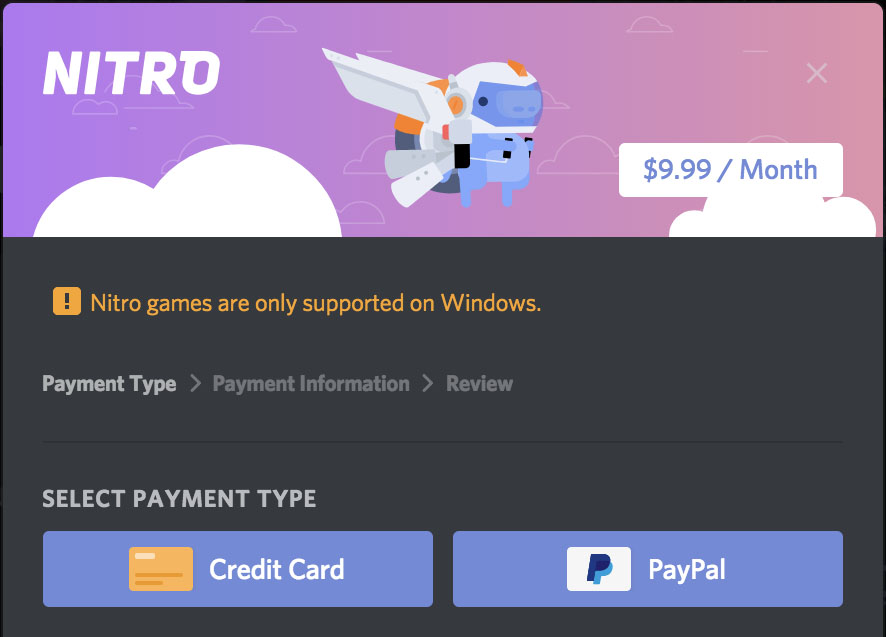 NITRO
$9.99 / Month
Nitro games are only supported on Windows.
Payment Type > Payment Information > Review
SELECT PAYMENT TYPE
Credit Card
PayPal